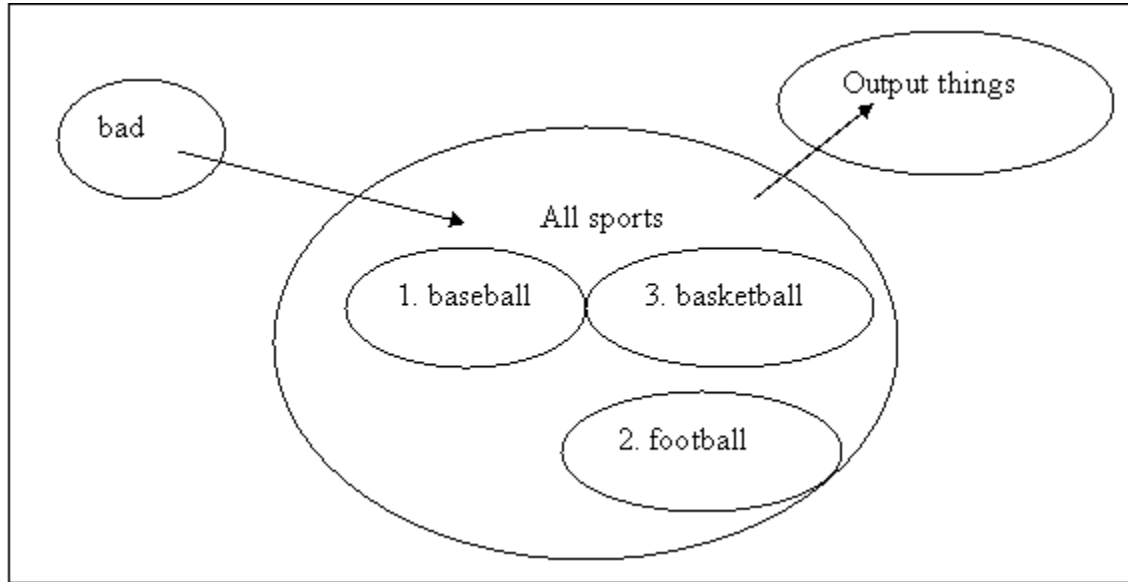 Output things
bad
All sports
1. baseball
3. basketball
2. football